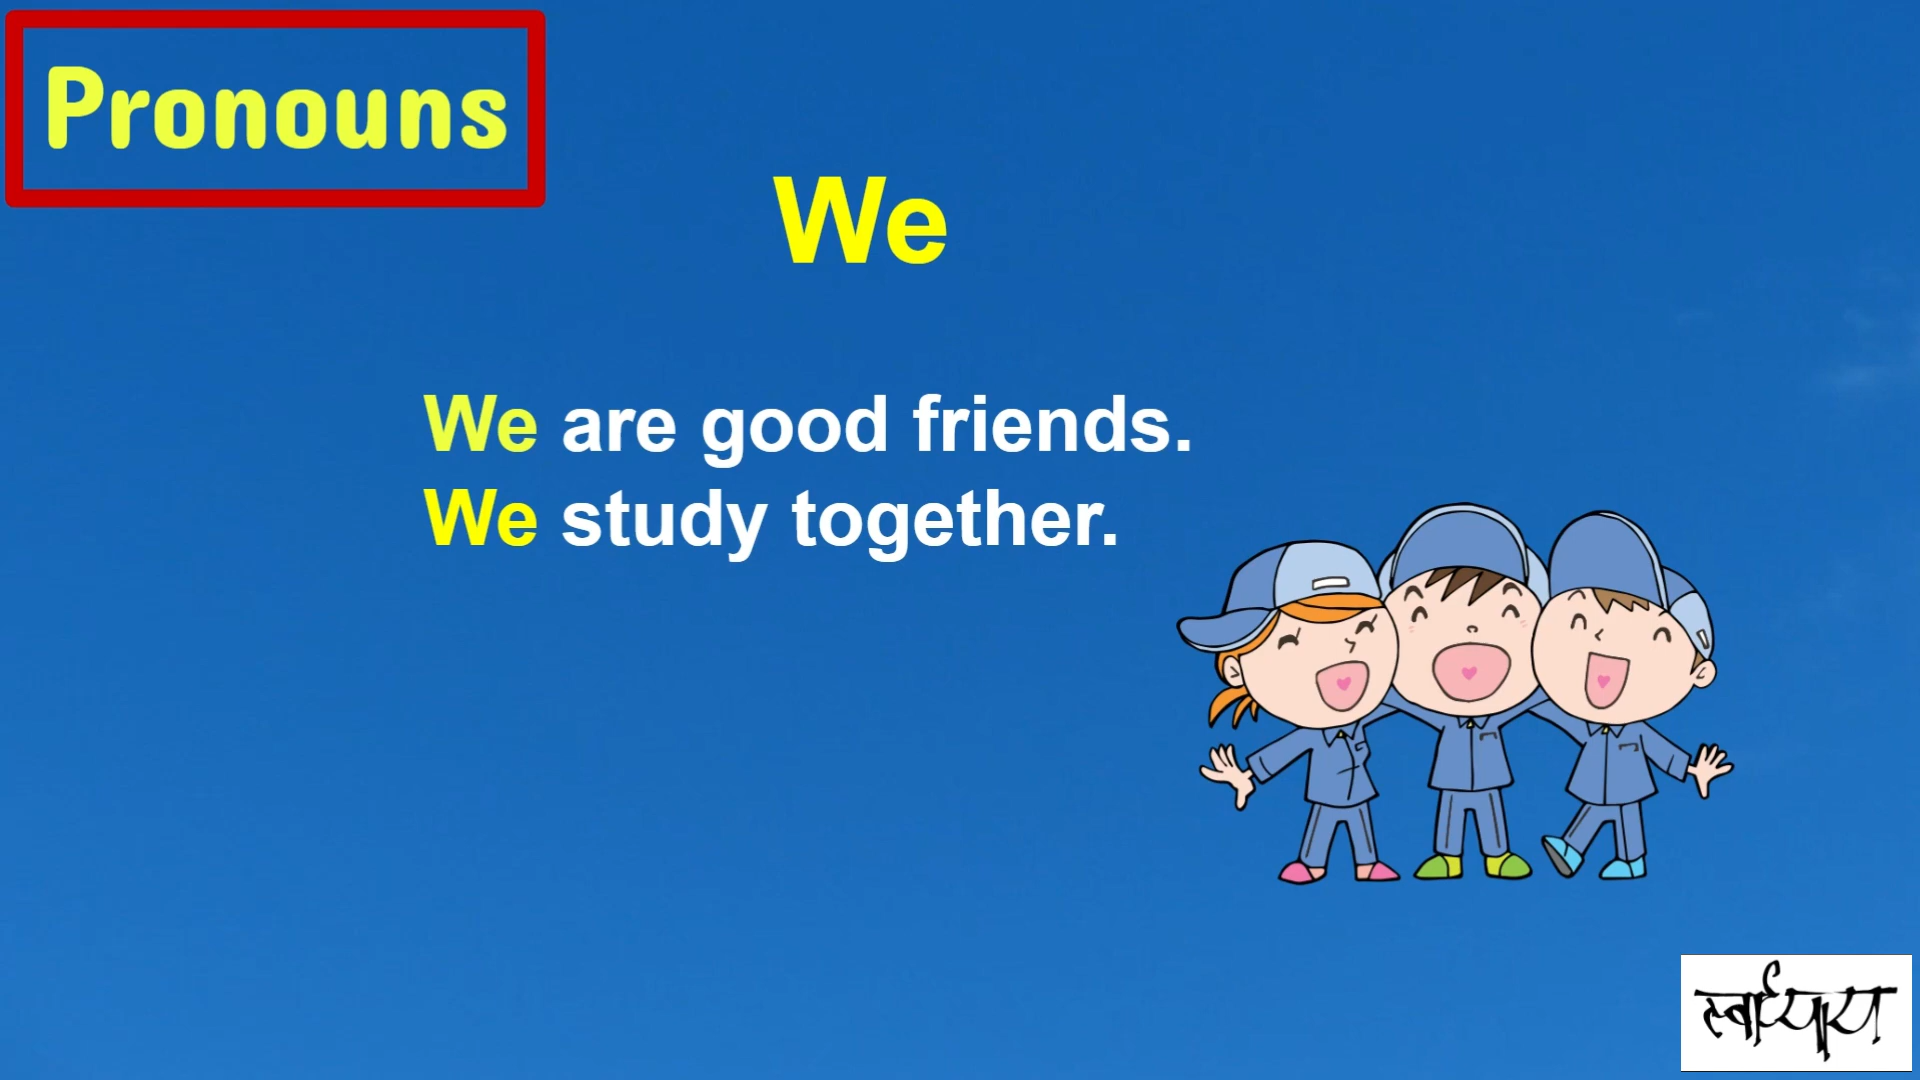 Pronouns
We
We are good friends.
We study together.
स्वाध्याय